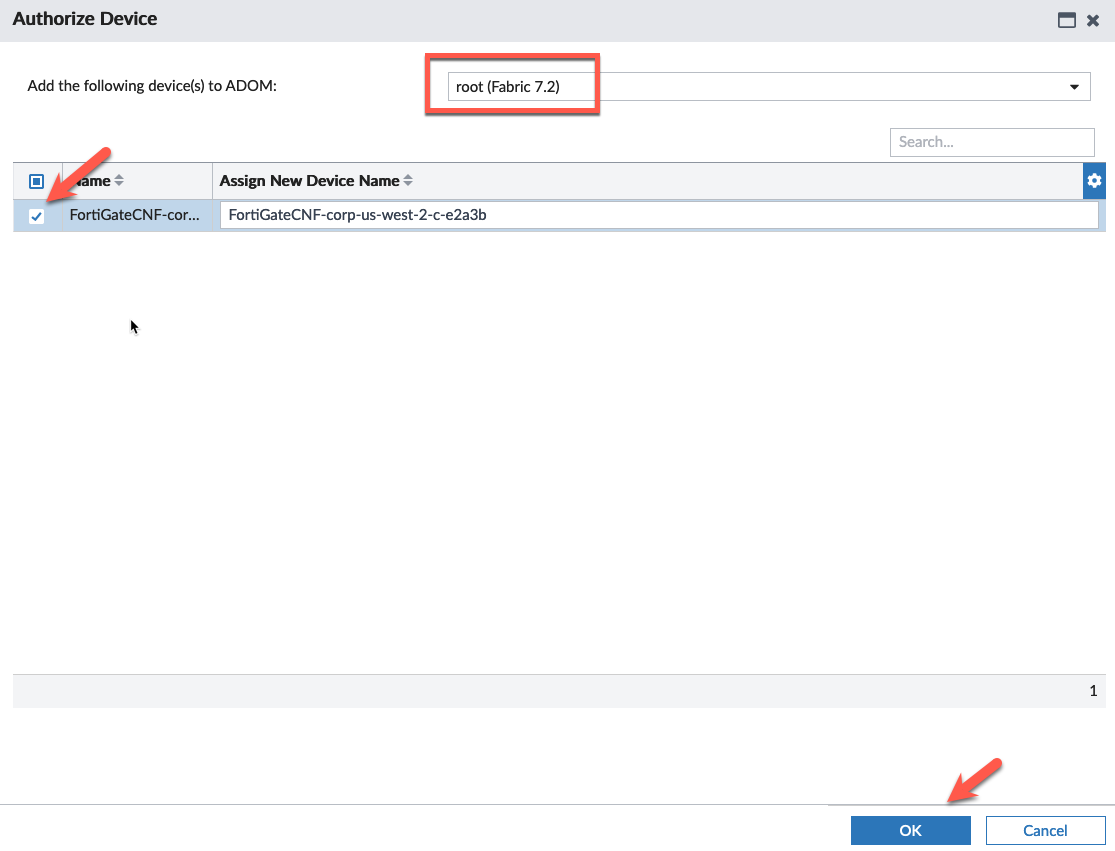 Authorize Device
Add the following device(s) to ADOM:
root (Fabric 7.2)
Search...
Name
Assign New Device Name
FortiGateCNF-cor...
FortiGateCNF-corp-us-west-2-c-e2a3b
1
OK
Cancel